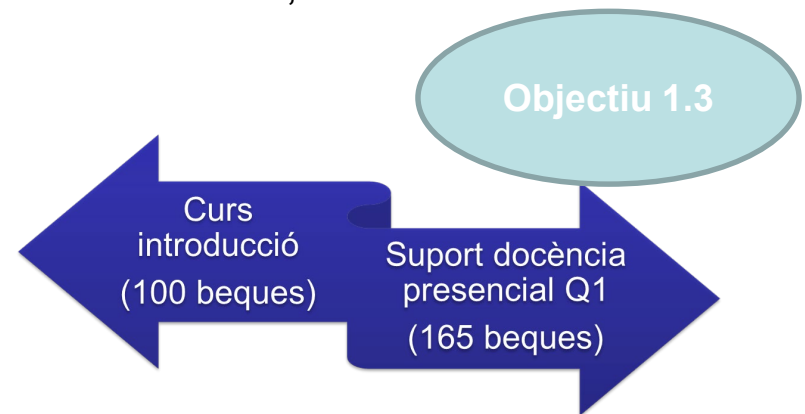 Objectiu 1.3
Curs
introducció
(100 beques)
Suport docència
presencial Q1
(165 beques)